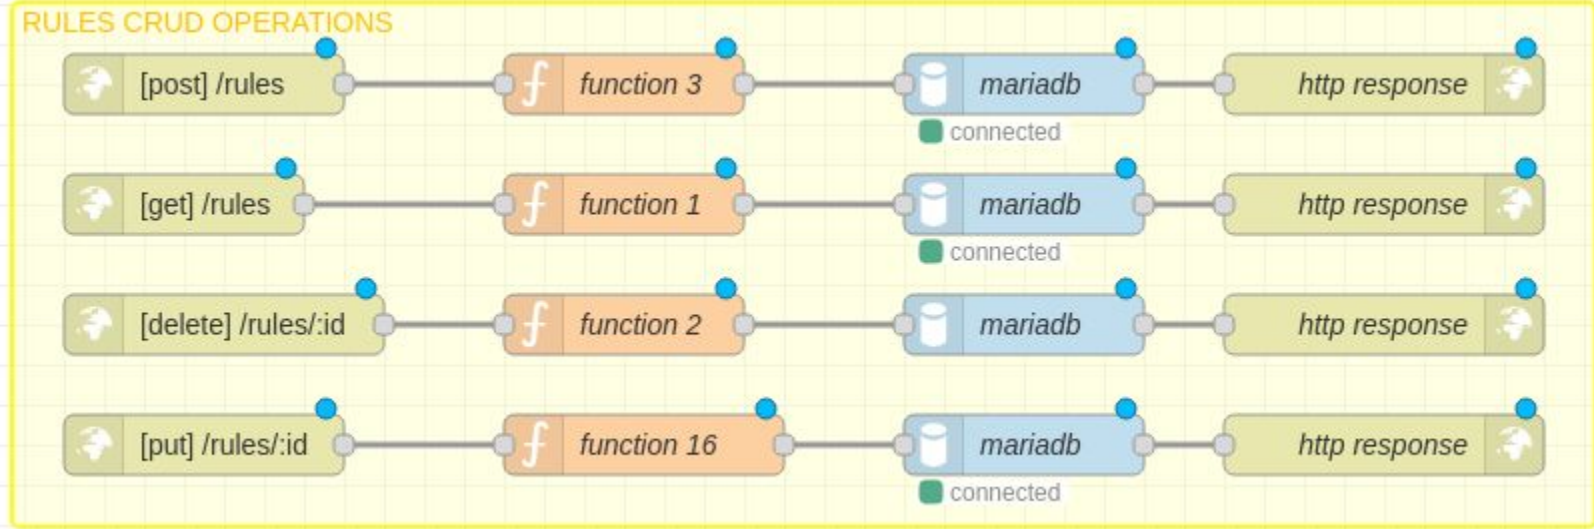 RULES CRUD OPERATIONS
[post] /rules
function 3
mariadb
http response
connected
[get] /rules
function 1
mariadb
http response
connected
[delete] /rules/:id
function 2
mariadb
http response
[put] /rules/:id
function 16
mariadb
http response
connected